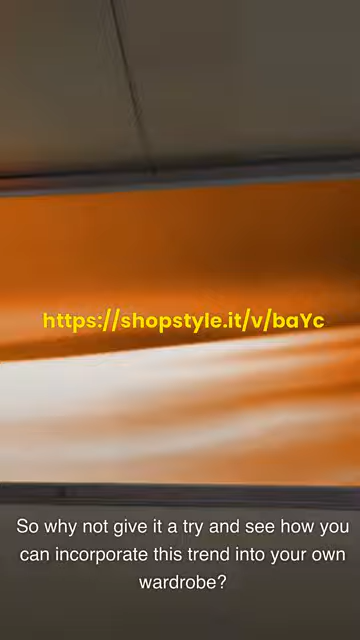 https://shopstyle.it/v/baYc
So why not give it a try and see how you
can incorporate this trend into your own
wardrobe?